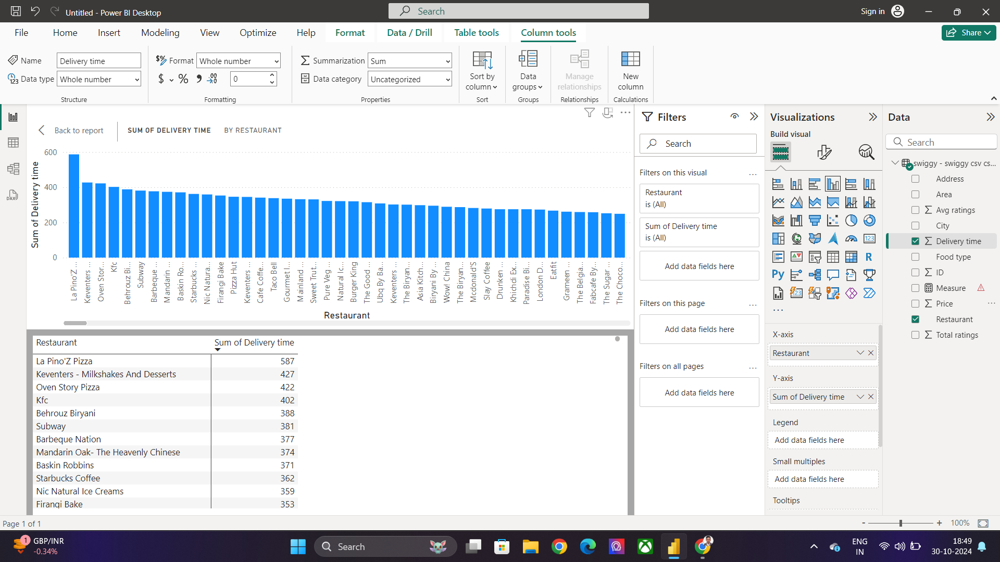 Untitled - Power BI Desktop
Search
Sign in
File
Home
Insert
Modeling
View
Optimize
Help
Format
Data / Drill
Table tools
Column tools
Share
Name
Delivery time
Data type
Whole number
Structure
Format
Whole number
$
%
0
Formatting
Summarization
Sum
Data category
Uncategorized
Properties
Sort by
column
Sort
Data
groups
Groups
Manage
relationships
Relationships
New
column
Calculations
Back to report
SUM OF DELIVERY TIME
BY RESTAURANT
Sum of Delivery time
600
400
200
0
La Pino'Z ...
Keventers ...
Oven Stor...
Kfc
Behrouz Bi...
Subway
Barbeque ...
Mandarin ...
Baskin Ro...
Starbucks ...
Nic Natura...
Firangi Bake
Pizza Hut
Keventers ...
Cafe Coffe...
Taco Bell
Gourmet I...
Mainland ...
Sweet Trut...
Pure Veg ...
Natural Ic...
Burger King
The Good ...
Ubq By Ba...
Keventers ...
The Biryan...
Asia Kitch...
Biryani By ...
Wow! China
The Biryan...
Mcdonald'S
Slay Coffee
Drunken ...
Khichdi Ex...
Paradise Bi...
London D...
Eatfit
Grameen ...
The Belgia...
Fabcafe By...
The Sugar ...
The Choco...
Restaurant
Restaurant
Sum of Delivery time
La Pino'Z Pizza 587
Keventers - Milkshakes And Desserts 427
Oven Story Pizza 422
Kfc 402
Behrouz Biryani 388
Subway 381
Barbeque Nation 377
Mandarin Oak- The Heavenly Chinese 374
Baskin Robbins 371
Starbucks Coffee 362
Nic Natural Ice Creams 359
Firangi Bake 353
Filters
Search
Filters on this visual
Restaurant
is (All)
Sum of Delivery time
is (All)
Add data fields here
Filters on this page
Add data fields here
Filters on all pages
Add data fields here
Visualizations
Build visual
123
R
Py
X-axis
Restaurant
Y-axis
Sum of Delivery time
Legend
Add data fields here
Small multiples
Add data fields here
Tooltips
Data
Search
swiggy - swiggy csv cs...
Address
Area
Avg ratings
City
Delivery time
Food type
ID
Measure
Price
Restaurant
Total ratings
Page 1 of 1
- + 100%
1
GBP/INR
-0.34%
Search
ENG
IN
18:49
30-10-2024